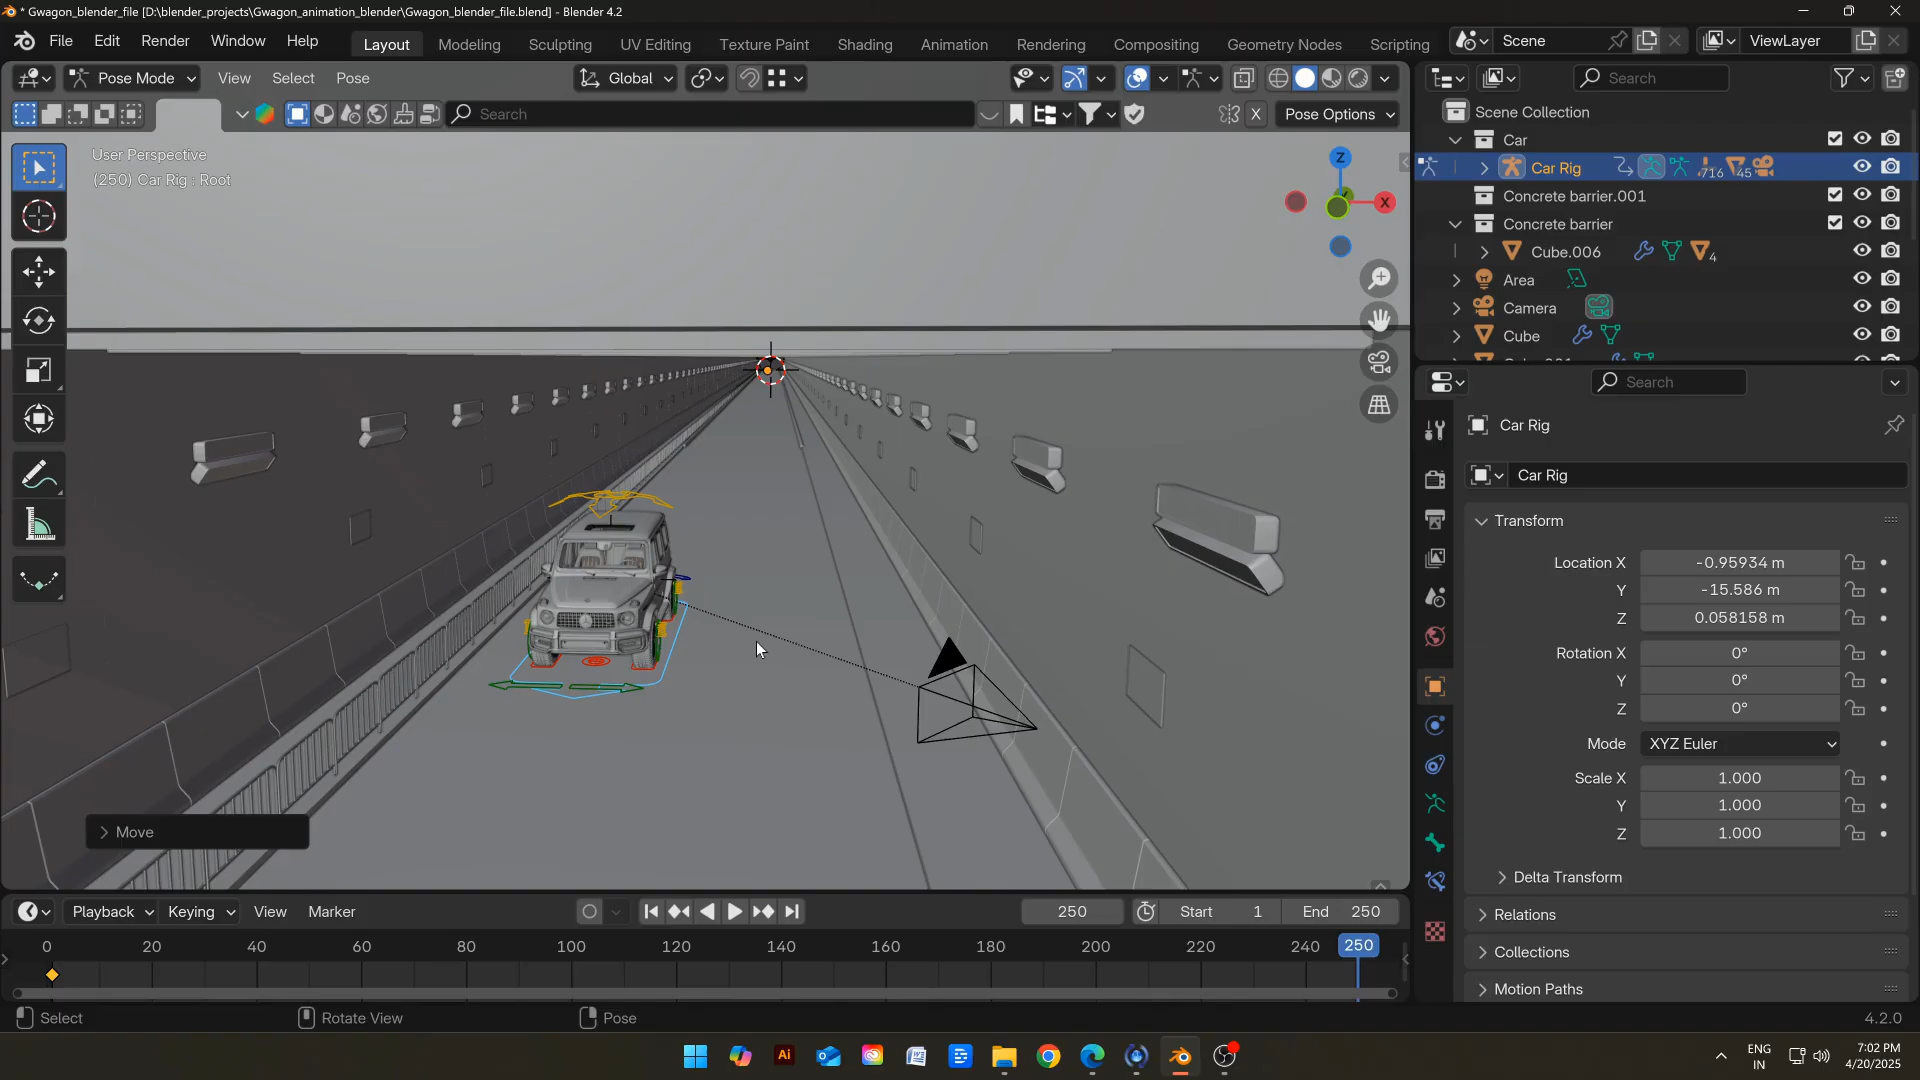 * Gwagon_blender_file [D:\blender_projects\Gwagon_animation_blender\Gwagon_blender_file.blend] - Blender 4.2
File Edit Render Window Help Layout Modeling Sculpting UV Editing Texture Paint Shading Animation Rendering Compositing Geometry Nodes Scripting Scene ViewLayer
Pose Mode View Select Pose Global Search
Search X Pose Options
User Perspective
(250) Car Rig : Root
Z
X
Move
Scene Collection
Car
Car Rig 716 45
Concrete barrier.001
Concrete barrier
Cube.006 4
Area
Camera
Cube
Search
Car Rig
Car Rig
Transform
Location X -0.95934 m
Y -15.586 m
Z 0.058158 m
Rotation X 0°
Y 0°
Z 0°
Mode XYZ Euler
Scale X 1.000
Y 1.000
Z 1.000
Delta Transform
Relations
Collections
Motion Paths
Playback Keying View Marker 250 Start 1 End 250
0 20 40 60 80 100 120 140 160 180 200 220 240 250
Select Rotate View Pose 4.2.0
Ai
ENG
IN
7:02 PM
4/20/2025